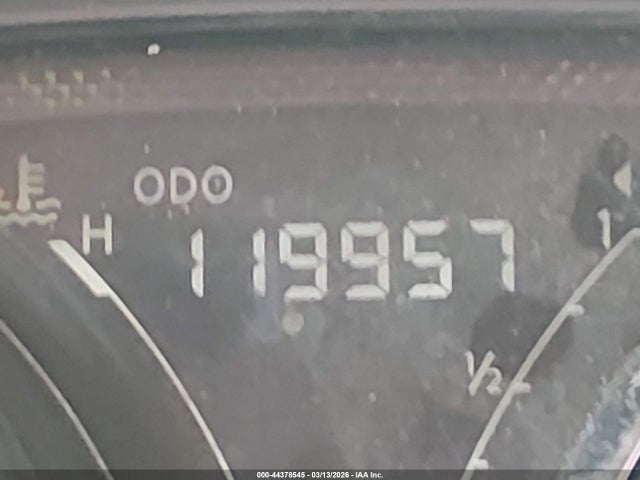 ODO
H 119957 1
1/2
000-44378545 - 03/13/2026 - IAA Inc.